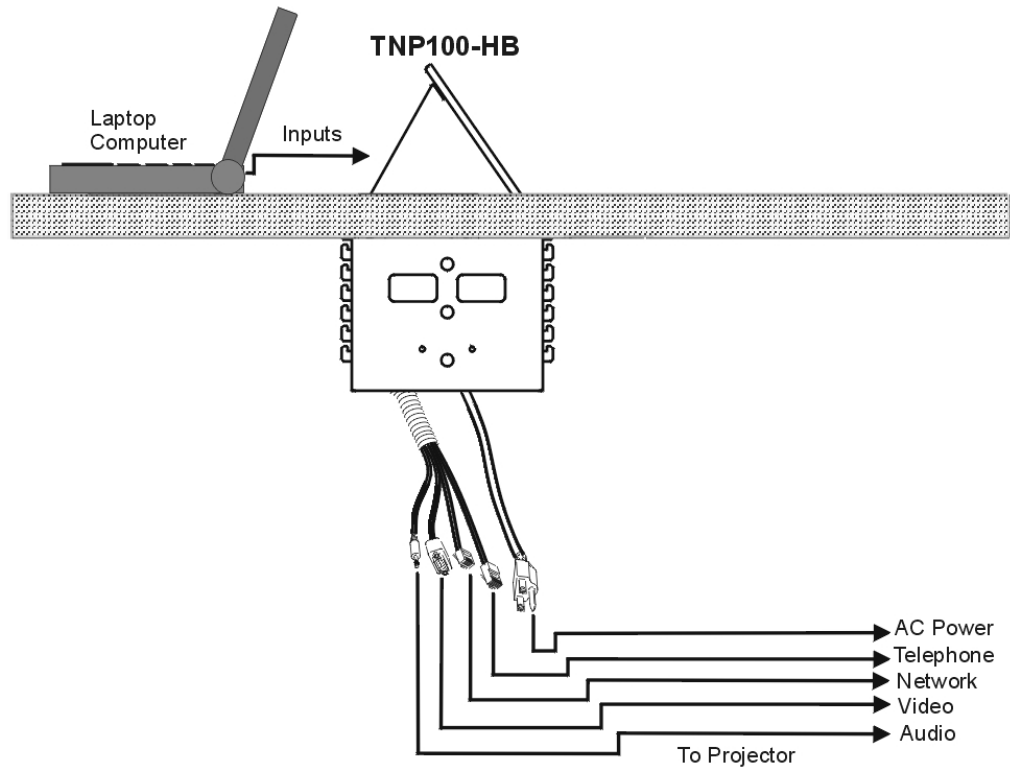 TNP100-HB
Laptop
Computer
Inputs
AC Power
Telephone
Network
Video
Audio
To Projector